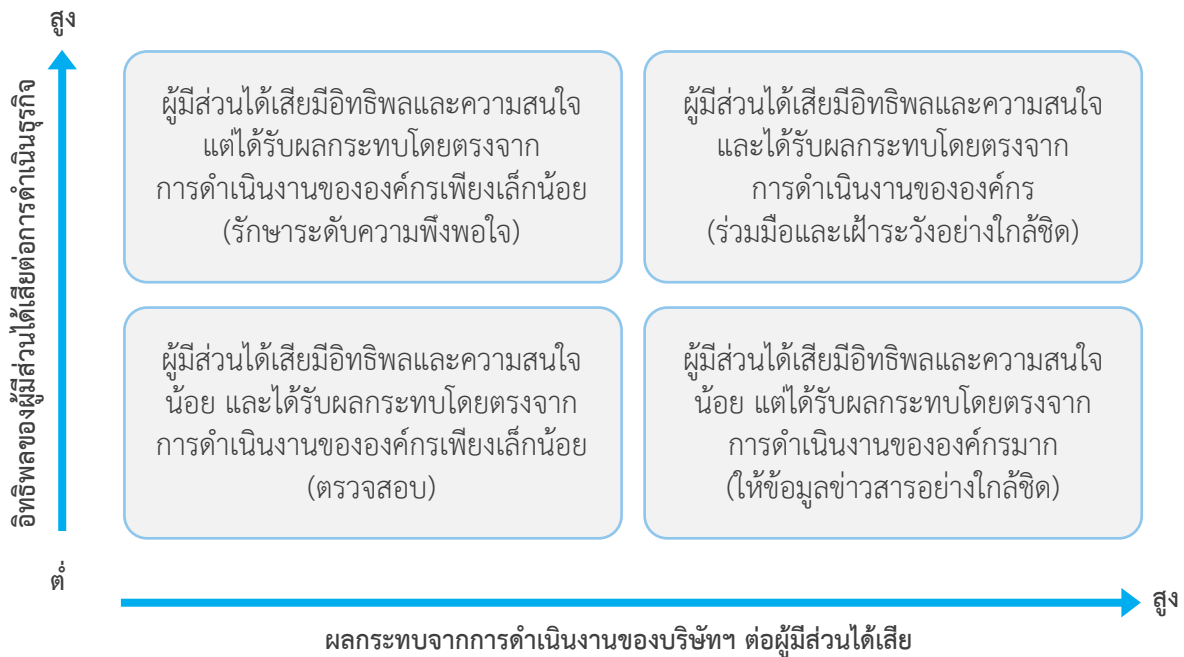 สูง
อิทธิพลของผู้มีส่วนได้เสียต่อการดำเนินธุรกิจ
ผู้มีส่วนได้เสียมีอิทธิพลและความสนใจ
แต่ได้รับผลกระทบโดยตรงจาก
การดำเนินงานขององค์กรเพียงเล็กน้อย
(รักษาระดับความพึงพอใจ)
ผู้มีส่วนได้เสียมีอิทธิพลและความสนใจ
และได้รับผลกระทบโดยตรงจาก
การดำเนินงานขององค์กร
(ร่วมมือและเฝ้าระวังอย่างใกล้ชิด)
ผู้มีส่วนได้เสียมีอิทธิพลและความสนใจ
น้อย และได้รับผลกระทบโดยตรงจาก
การดำเนินงานขององค์กรเพียงเล็กน้อย
(ตรวจสอบ)
ผู้มีส่วนได้เสียมีอิทธิพลและความสนใจ
น้อย แต่ได้รับผลกระทบโดยตรงจาก
การดำเนินงานขององค์กรมาก
(ให้ข้อมูลข่าวสารอย่างใกล้ชิด)
ต่ำ
สูง
ผลกระทบจากการดำเนินงานของบริษัทฯ ต่อผู้มีส่วนได้เสีย